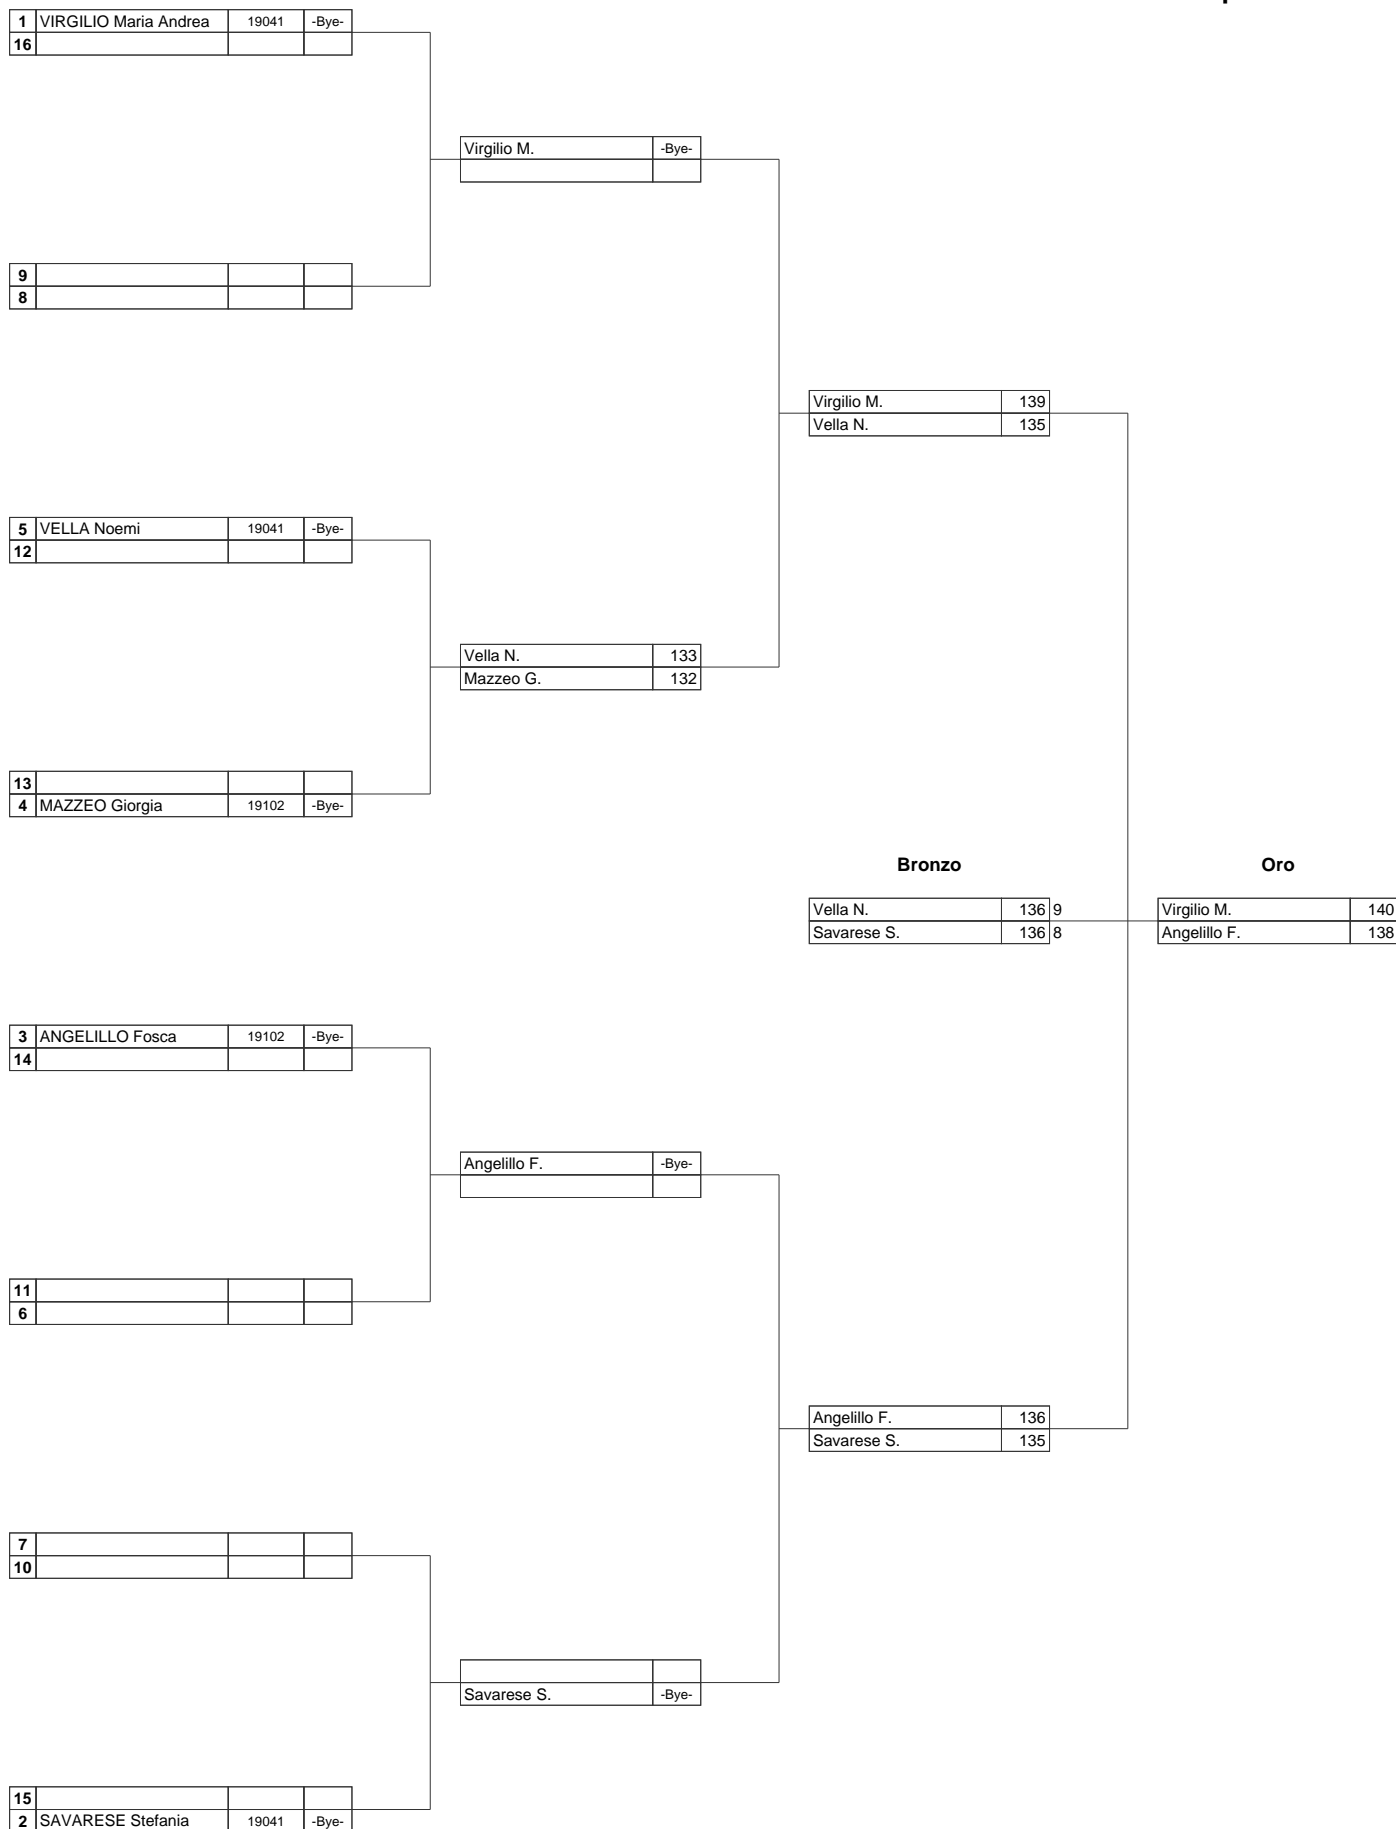 1 VIRGILIO Maria Andrea 19041 -Bye-
16
Virgilio M. -Bye-
9
8
Virgilio M. 139
Vella N. 135
5 VELLA Noemi 19041 -Bye-
12
Vella N. 133
Mazzeo G. 132
13
4 MAZZEO Giorgia 19102 -Bye-
Bronzo Oro
Vella N. 136 9 Virgilio M. 140
Savarese S. 136 8 Angelillo F. 138
3 ANGELILLO Fosca 19102 -Bye-
14
Angelillo F. -Bye-
11
6
Angelillo F. 136
Savarese S. 135
7
10
Savarese S. -Bye-
15
2 SAVARESE Stefania 19041 -Bye-